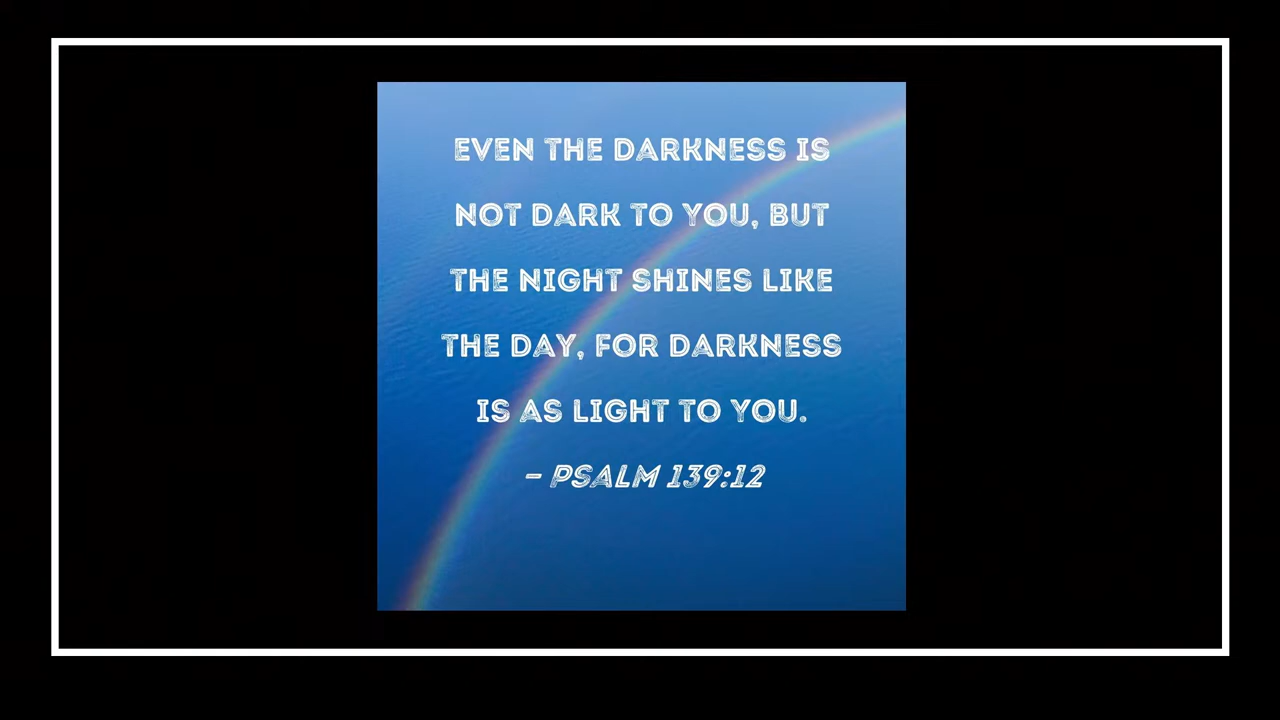 EVEN THE DARKNESS IS
NOT DARK TO YOU, BUT
THE NIGHT SHINES LIKE
THE DAY, FOR DARKNESS
IS AS LIGHT TO YOU.
– PSALM 139:12